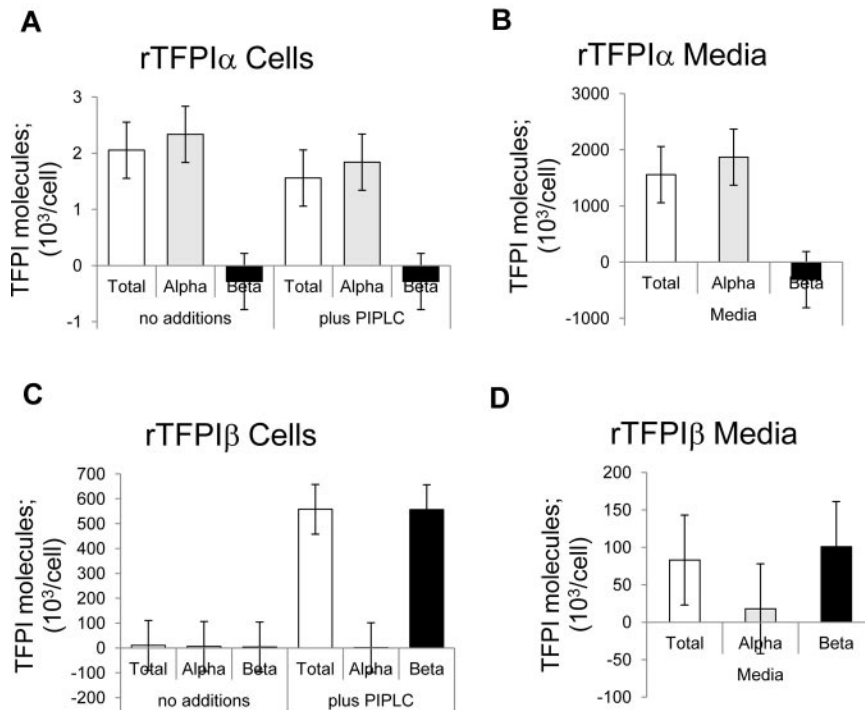 A
rTFPIα Cells
TFPI molecules;
(10³/cell)
3
2
1
0
-1
Total Alpha Beta Total Alpha Beta
no additions plus PIPLC
B
rTFPIα Media
TFPI molecules;
(10³/cell)
3000
2000
1000
0
-1000
Total Alpha Beta
Media
C
rTFPIβ Cells
TFPI molecules;
(10³/cell)
700
600
500
400
300
200
100
0
-100
-200
Total Alpha Beta Total Alpha Beta
no additions plus PIPLC
D
rTFPIβ Media
TFPI molecules;
(10³/cell)
200
150
100
50
0
-50
-100
Total Alpha Beta
Media